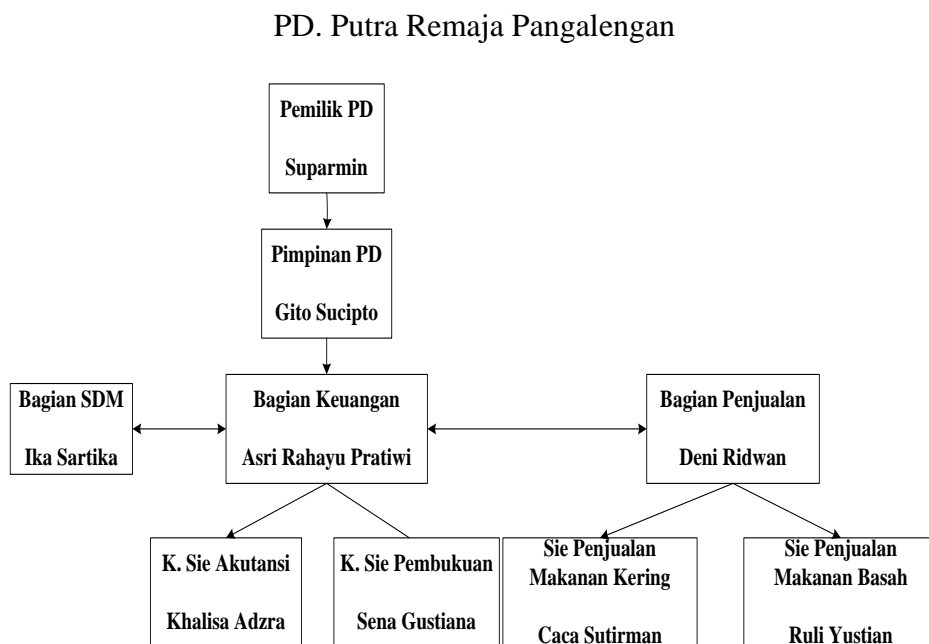 PD. Putra Remaja Pangalengan
Pemilik PD
Suparmin
Pimpinan PD
Gito Sucipto
Bagian SDM
Ika Sartika
Bagian Keuangan
Asri Rahayu Pratiwi
Bagian Penjualan
Deni Ridwan
K. Sie Akutansi
Khalisa Adzra
K. Sie Pembukuan
Sena Gustiana
Sie Penjualan
Makanan Kering
Caca Sutirman
Sie Penjualan
Makanan Basah
Ruli Yustian